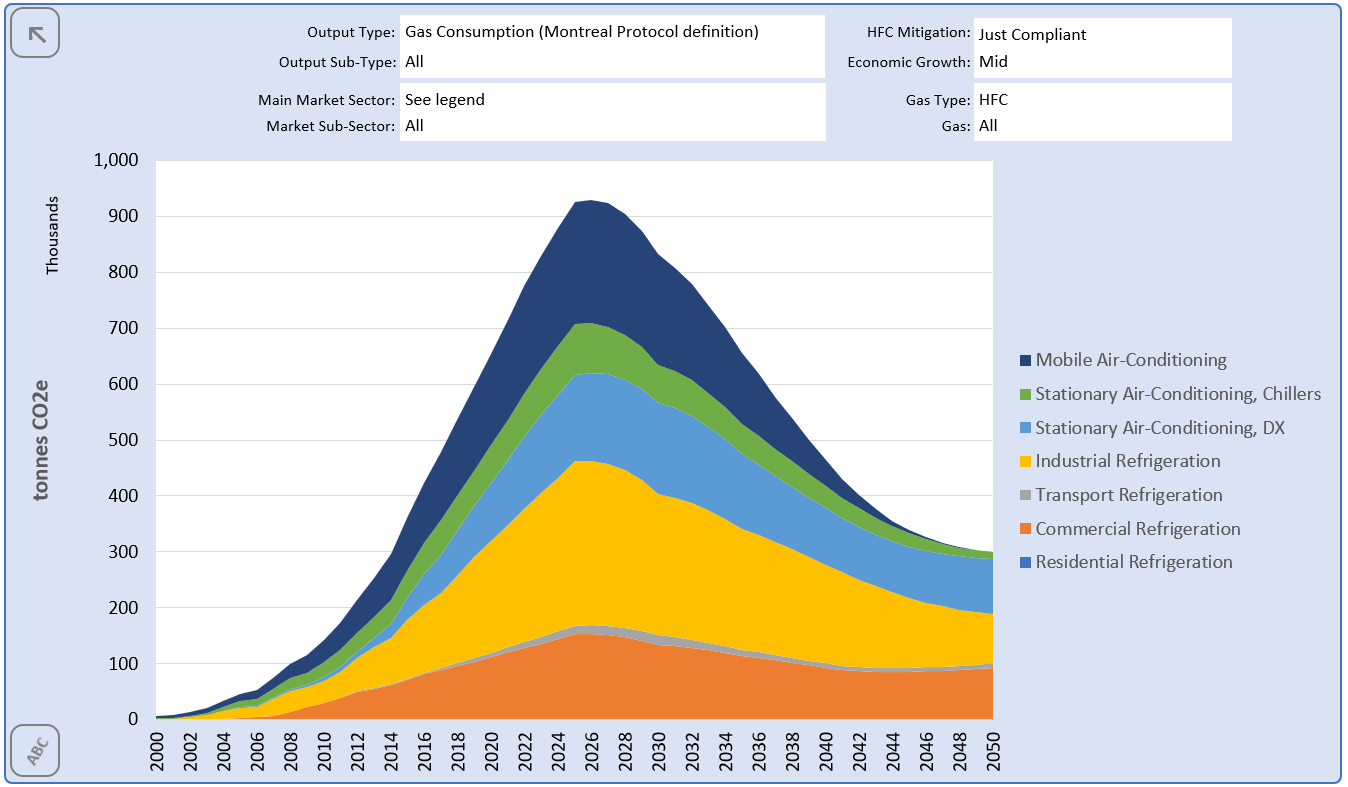 Output Type: Gas Consumption (Montreal Protocol definition)
HFC Mitigation: Just Compliant
Output Sub-Type: All
Economic Growth: Mid
Main Market Sector: See legend
Gas Type: HFC
Market Sub-Sector: All
Gas: All
1,000
900
800
700
600
500
400
300
200
100
0
Thousands
tonnes CO2e
2000
2002
2004
2006
2008
2010
2012
2014
2016
2018
2020
2022
2024
2026
2028
2030
2032
2034
2036
2038
2040
2042
2044
2046
2048
2050
Mobile Air-Conditioning
Stationary Air-Conditioning, Chillers
Stationary Air-Conditioning, DX
Industrial Refrigeration
Transport Refrigeration
Commercial Refrigeration
Residential Refrigeration
ABC